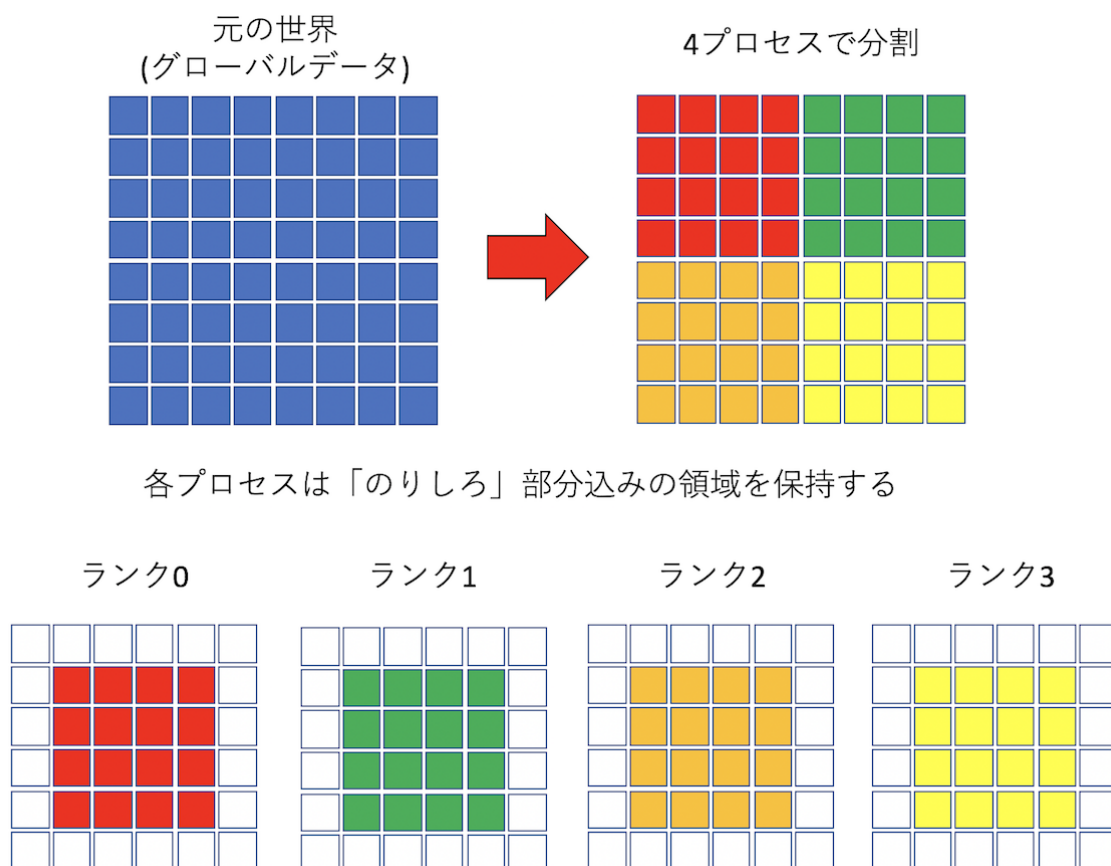 元の世界
(グローバルデータ)
4プロセスで分割
各プロセスは「のりしろ」部分込みの領域を保持する
ランク0
ランク1
ランク2
ランク3